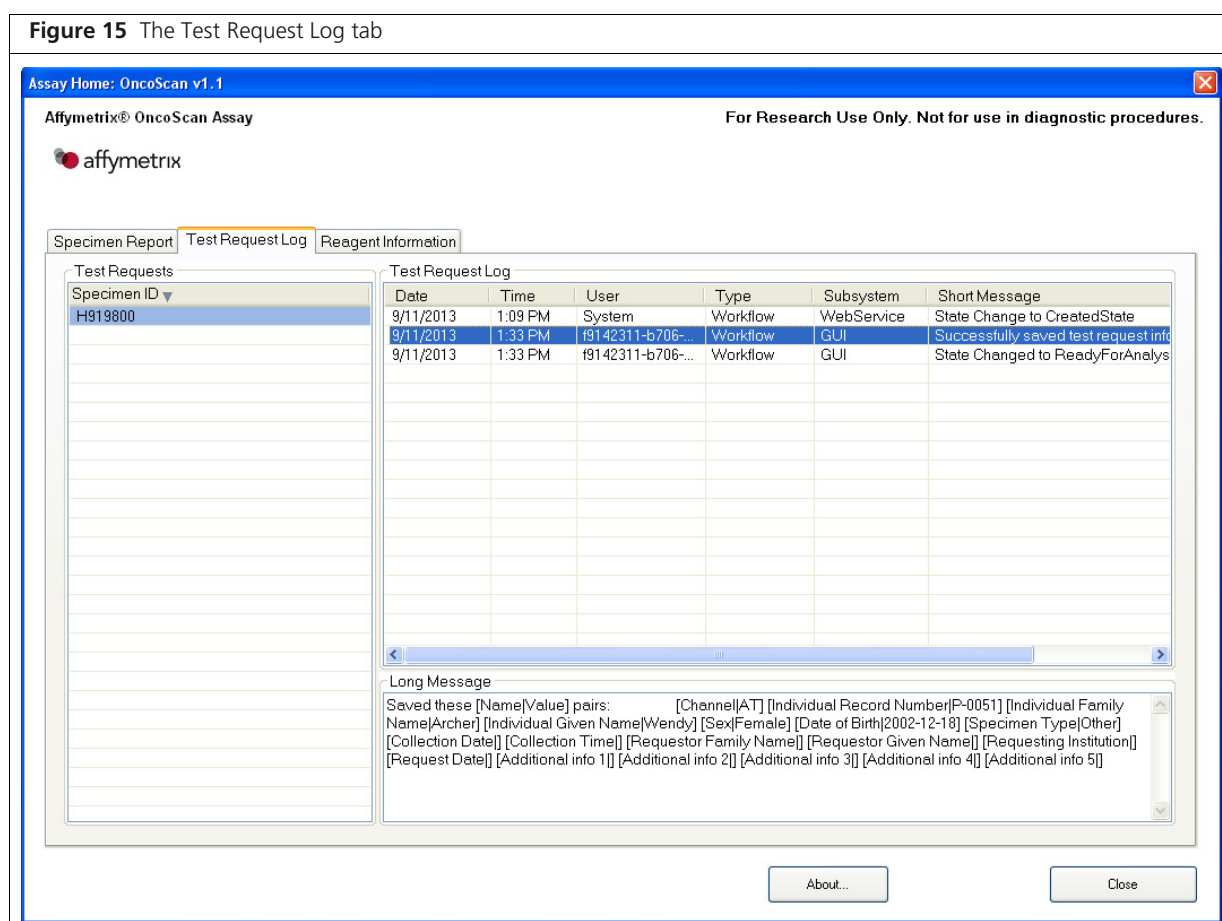 Figure 15 The Test Request Log tab
Assay Home: OncoScan v1.1
Affymetrix® OncoScan Assay
For Research Use Only. Not for use in diagnostic procedures.
affymetrix
Specimen Report Test Request Log Reagent Information
Test Requests
Specimen ID
H919800
Test Request Log
Date Time User Type Subsystem Short Message
9/11/2013 1:09 PM System Workflow WebService State Change to CreatedState
9/11/2013 1:33 PM f9142311-b706-... Workflow GUI Successfully saved test request info
9/11/2013 1:33 PM f9142311-b706-... Workflow GUI State Changed to ReadyForAnalys
Long Message
Saved these [Name|Value] pairs: [Channel|AT] [Individual Record Number|P-0051] [Individual Family
Name|Archer] [Individual Given Name|Wendy] [Sex|Female] [Date of Birth|2002-12-18] [Specimen Type|Other]
[Collection Date|] [Collection Time|] [Requestor Family Name|] [Requestor Given Name|] [Requesting Institution|]
[Request Date|] [Additional info 1|] [Additional info 2|] [Additional info 3|] [Additional info 4|] [Additional info 5|]
About... Close